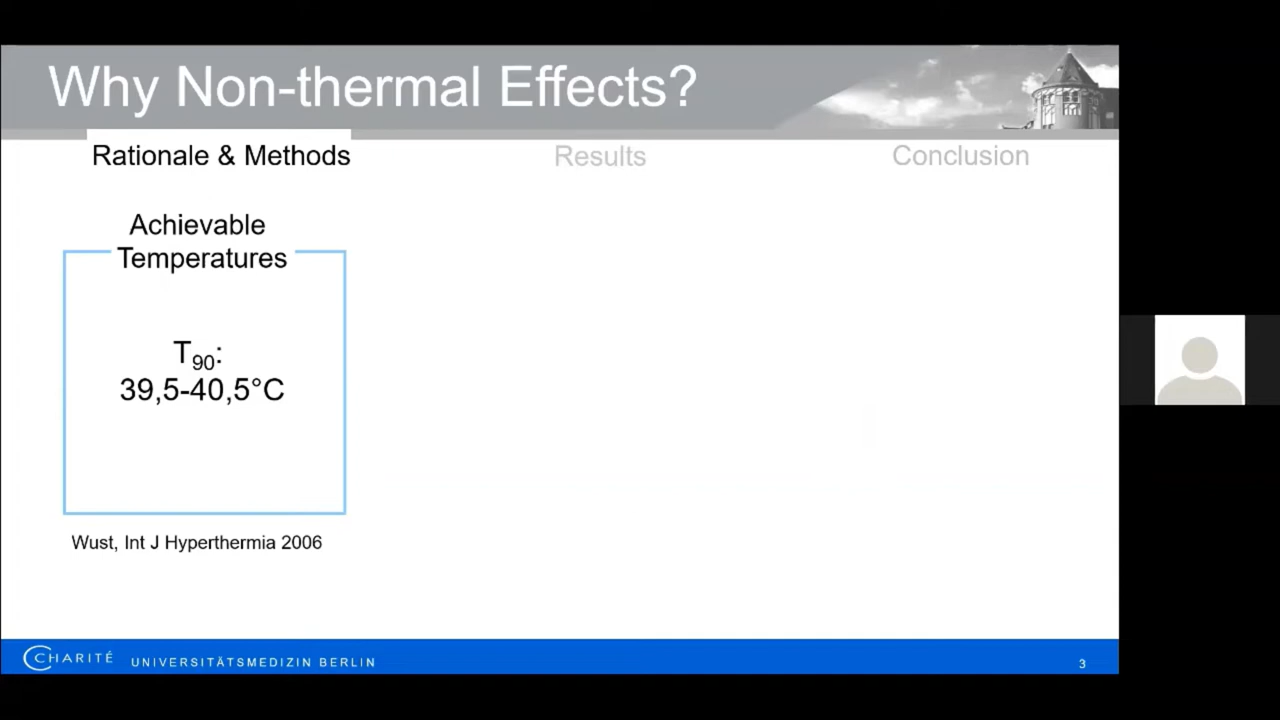 Why Non-thermal Effects?
Rationale & Methods
Results
Conclusion
Achievable
Temperatures
T90:
39,5-40,5°C
Wust, Int J Hyperthermia 2006
CHARITÉ UNIVERSITÄTSMEDIZIN BERLIN
3